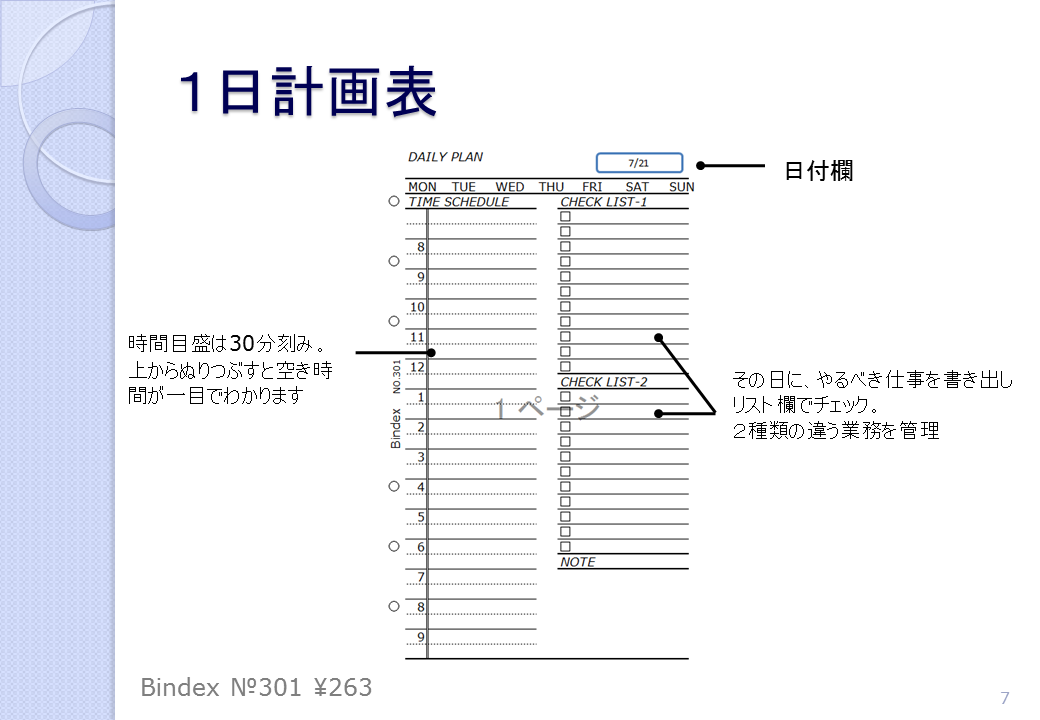 １日計画表
DAILY PLAN
7/21
日付欄
MON TUE WED THU FRI SAT SUN
TIME SCHEDULE
CHECK LIST-1
8
9
10
11
12
1
2
3
4
5
6
7
8
9
CHECK LIST-2
NOTE
1 ページ
Bindex NO.301
時間目盛は30分刻み。
上からぬりつぶすと空き時
間が一目でわかります
その日に、やるべき仕事を書き出し
リスト欄でチェック。
２種類の違う業務を管理
Bindex №301 ¥263
7